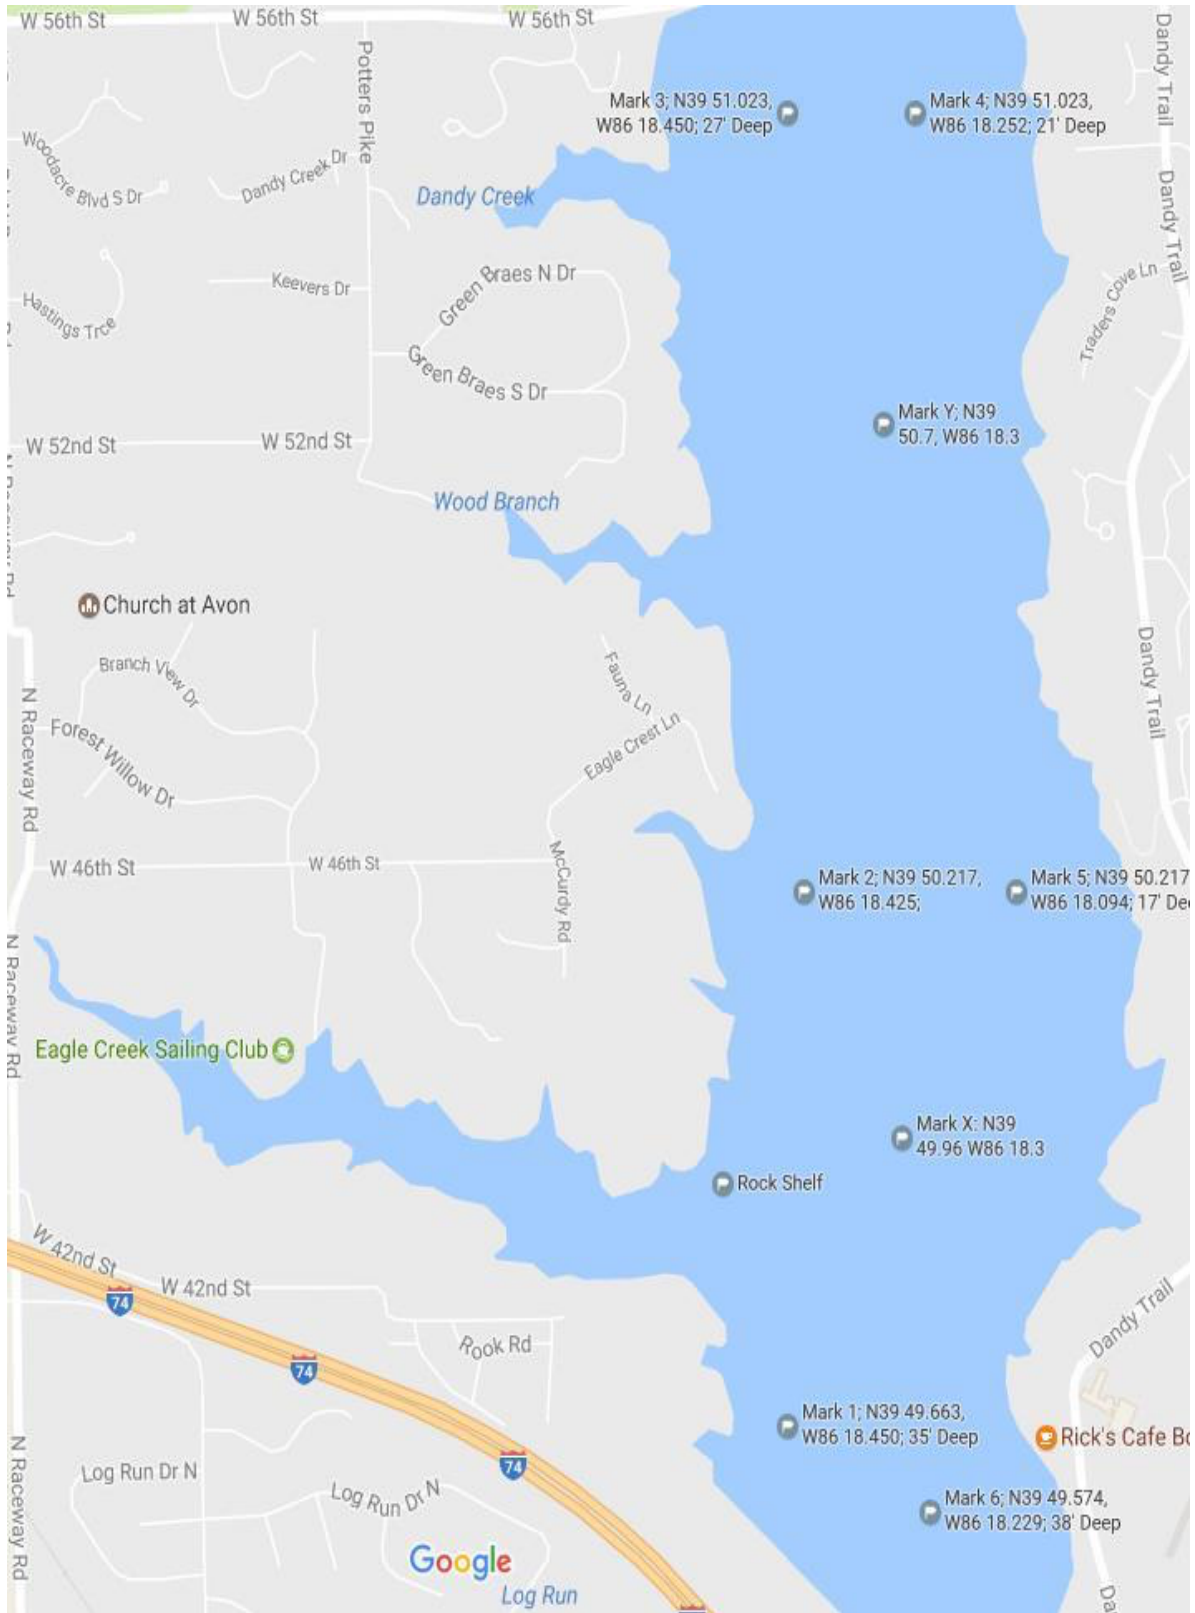 W 56th St
W 56th St
W 56th St
Potters Pike
Dandy Trail
Mark 3; N39 51.023,
W86 18.450; 27' Deep
Mark 4; N39 51.023,
W86 18.252; 21' Deep
Woodacre Blvd S Dr
Dandy Creek Dr
Dandy Creek
Dandy Trail
Keevers Dr
Green Braes N Dr
Traders Cove Ln
Hastings Trce
Green Braes S Dr
Mark Y; N39
50.7, W86 18.3
W 52nd St
W 52nd St
Wood Branch
Church at Avon
Branch View Dr
Fauna Ln
Dandy Trail
N Raceway Rd
Forest Willow Dr
Eagle Crest Ln
W 46th St
W 46th St
McCurdy Rd
Mark 2; N39 50.217,
W86 18.425;
Mark 5; N39 50.217
W86 18.094; 17'
N Raceway Rd
Eagle Creek Sailing Club
Mark X: N39
49.96 W86 18.3
Rock Shelf
W 42nd St
W 42nd St
74
Dandy Trail
Rook Rd
74
Mark 1; N39 49.663,
W86 18.450; 35' Deep
Rick's Cafe
N Raceway Rd
Log Run Dr N
74
Log Run Dr N
Mark 6; N39 49.574,
W86 18.229; 38' Deep
Google
Log Run